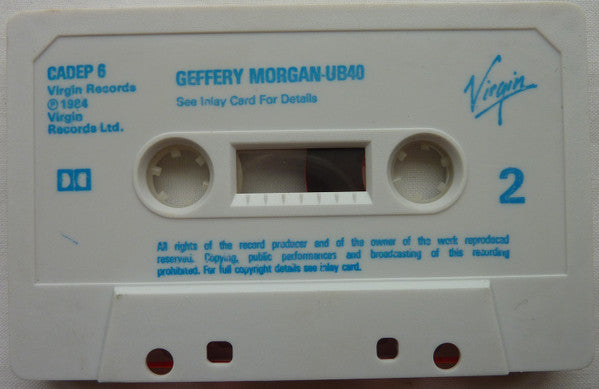 CADEP 6
Virgin Records
℗1984
Virgin
Records Ltd.
GEFFERY MORGAN-UB40
See Inlay Card For Details
Virgin
2
All rights of the record producer and of the owner of the work reproduced
reserved. Copying, public performances and broadcasting of this recording
prohibited. For full copyright details see inlay card.